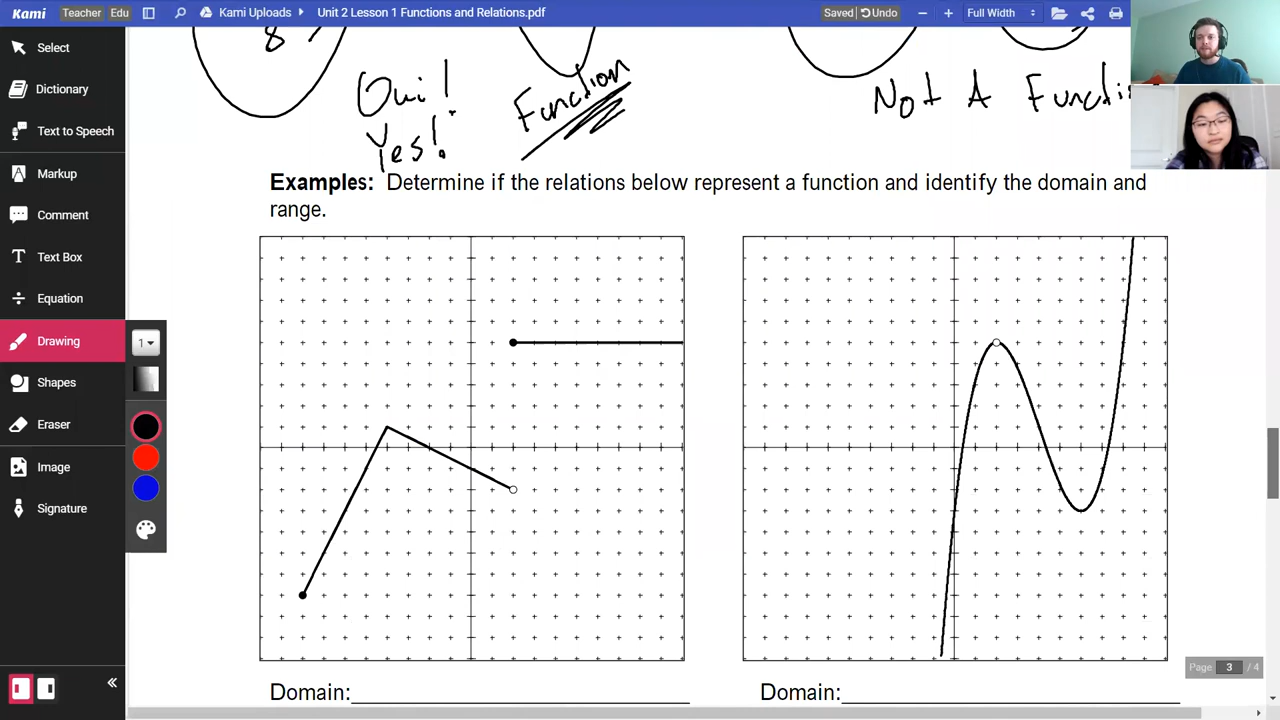 Kami Teacher Edu Kami Uploads Unit 2 Lesson 1 Functions and Relations.pdf Saved Undo Full Width
Select
Dictionary
Text to Speech
Markup
Comment
Text Box
Equation
Drawing
Shapes
Eraser
Image
Signature
1
8
Oui!
Yes!
Function
Not A Functi
Examples: Determine if the relations below represent a function and identify the domain and
range.
Domain:
Domain:
Page 3 / 4